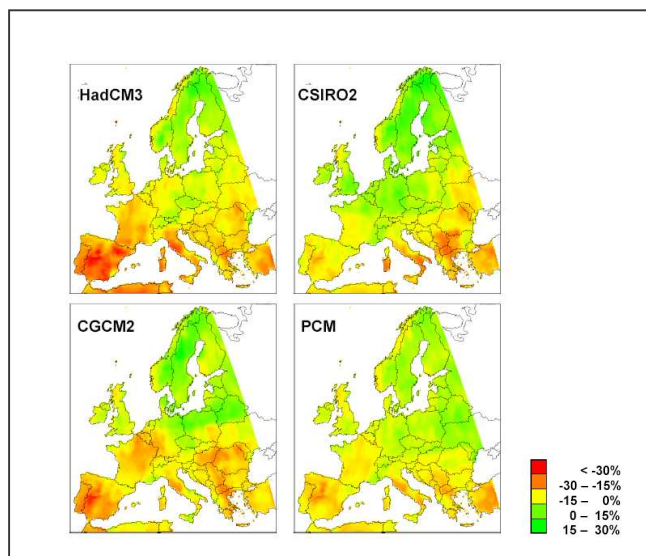 HadCM3
CSIRO2
CGCM2
PCM
< -30%
-30 – -15%
-15 – 0%
0 – 15%
15 – 30%